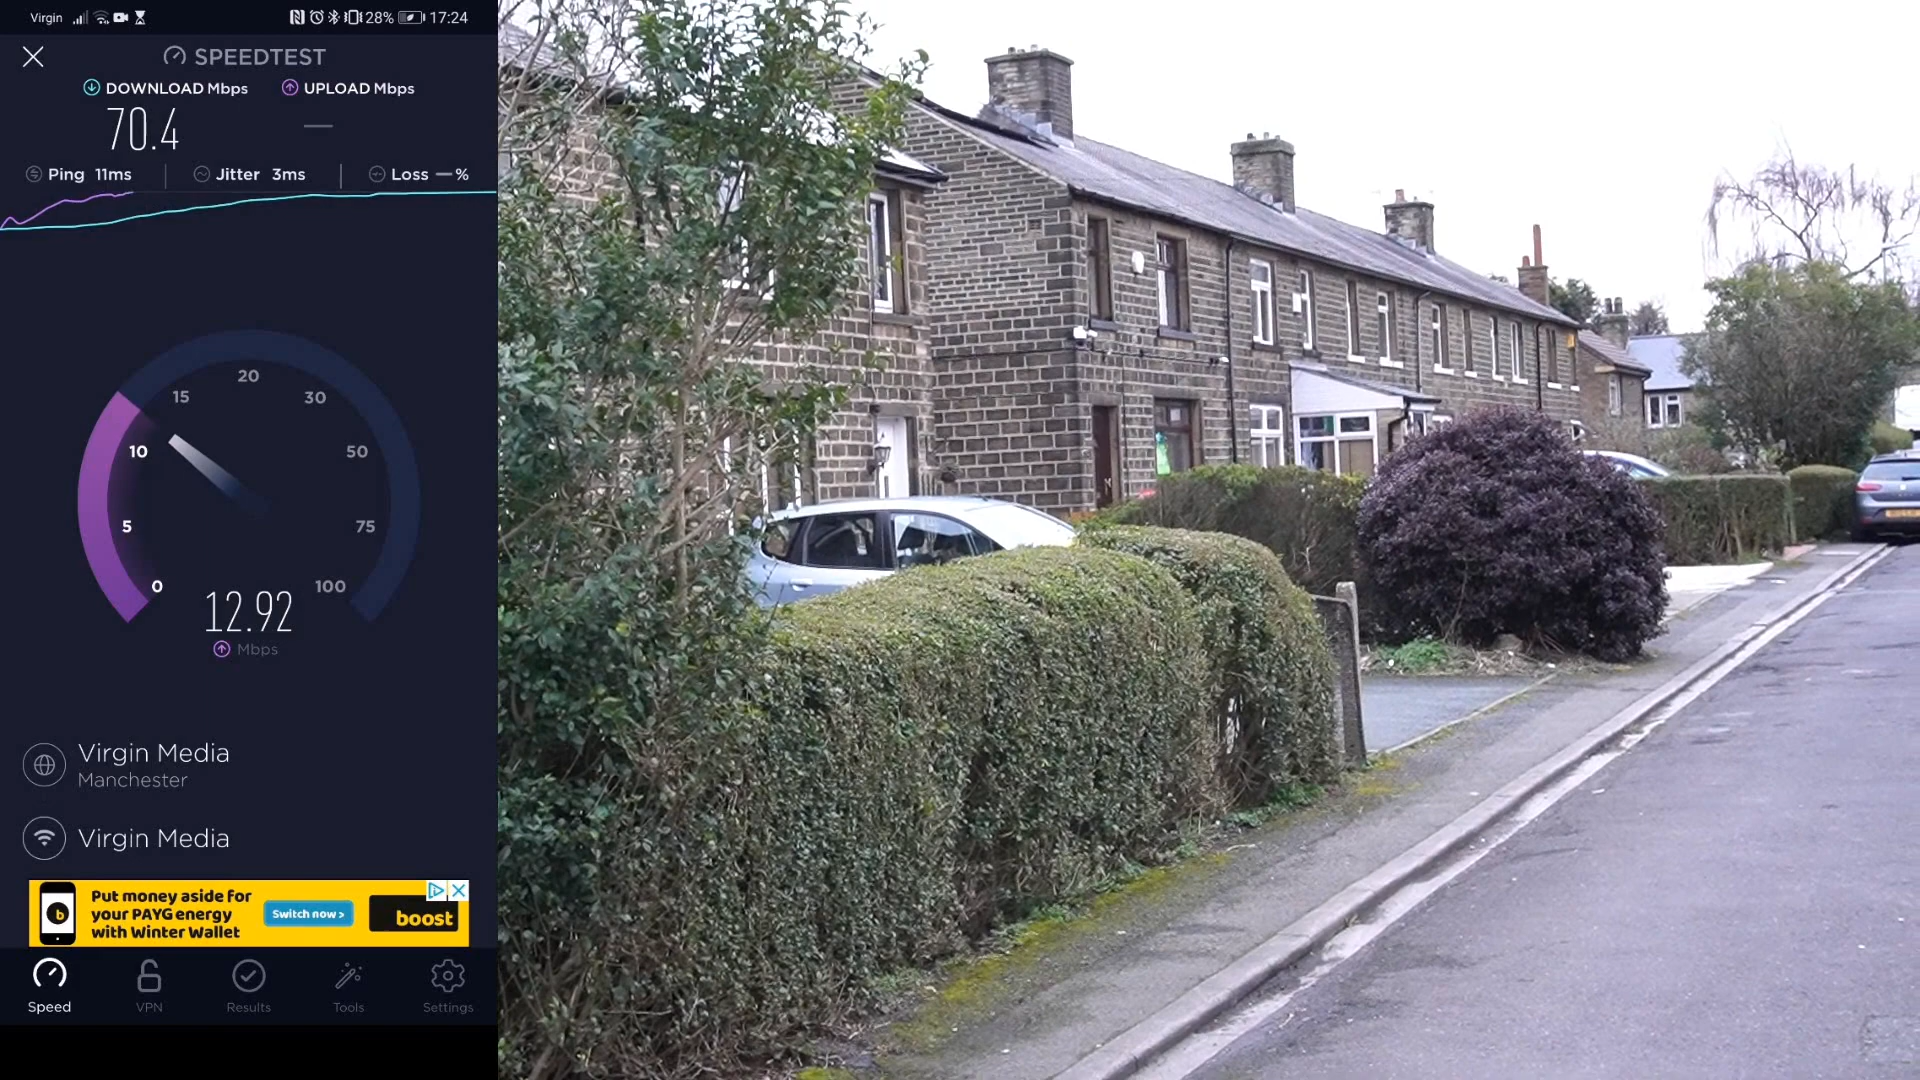 Virgin 28% 17:24
SPEEDTEST
DOWNLOAD Mbps UPLOAD Mbps
70.4 —
Ping 11ms Jitter 3ms Loss — %
20
15 30
10 50
5 75
0 100
12.92
Mbps
Virgin Media
Manchester
Virgin Media
Put money aside for
your PAYG energy
with Winter Wallet
Switch now >
b
boost
Speed VPN Results Tools Settings